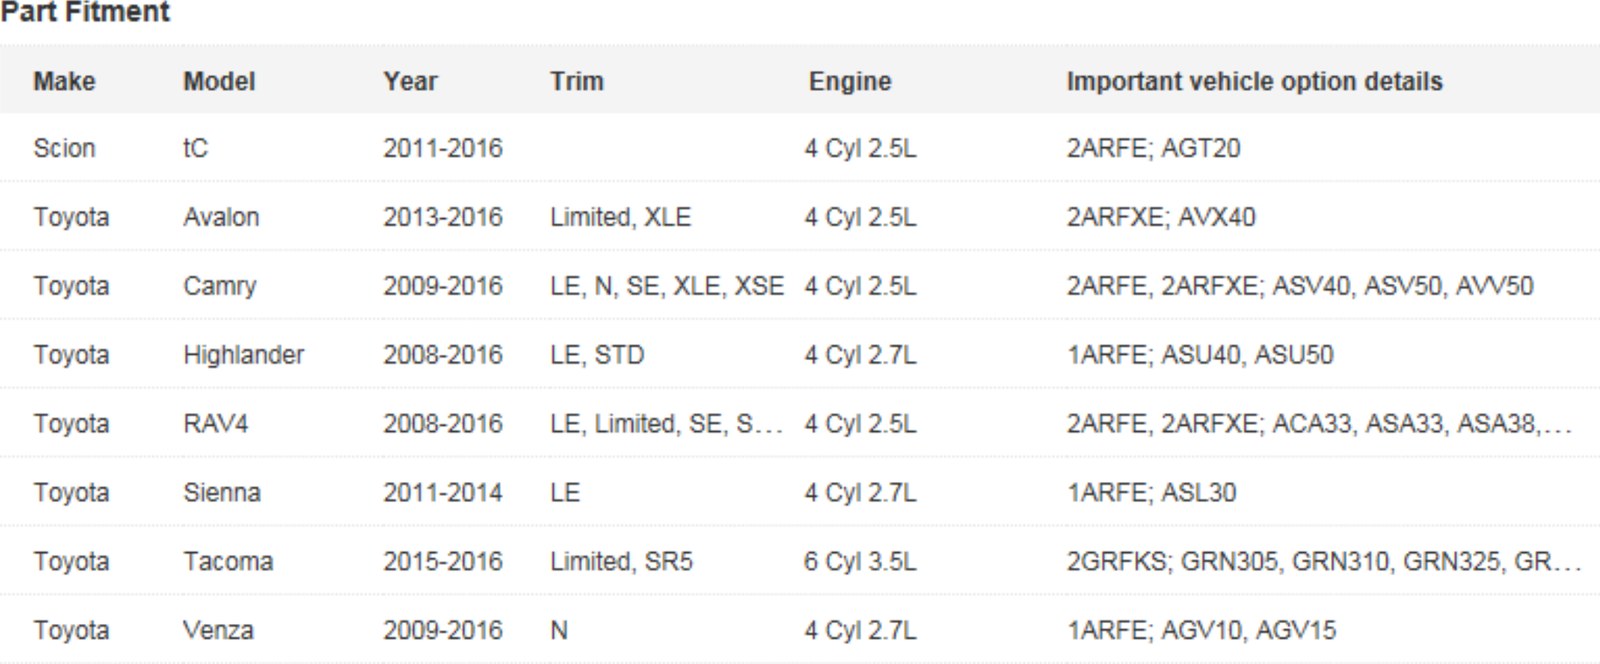 Part Fitment
Make Model Year Trim Engine Important vehicle option details
Scion tC 2011-2016 4 Cyl 2.5L 2ARFE; AGT20
Toyota Avalon 2013-2016 Limited, XLE 4 Cyl 2.5L 2ARFXE; AVX40
Toyota Camry 2009-2016 LE, N, SE, XLE, XSE 4 Cyl 2.5L 2ARFE, 2ARFXE; ASV40, ASV50, AVV50
Toyota Highlander 2008-2016 LE, STD 4 Cyl 2.7L 1ARFE; ASU40, ASU50
Toyota RAV4 2008-2016 LE, Limited, SE, S... 4 Cyl 2.5L 2ARFE, 2ARFXE; ACA33, ASA33, ASA38,...
Toyota Sienna 2011-2014 LE 4 Cyl 2.7L 1ARFE; ASL30
Toyota Tacoma 2015-2016 Limited, SR5 6 Cyl 3.5L 2GRFKS; GRN305, GRN310, GRN325, GR...
Toyota Venza 2009-2016 N 4 Cyl 2.7L 1ARFE; AGV10, AGV15